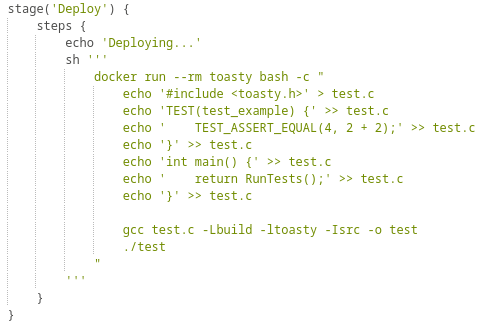 stage('Deploy') {
    steps {
        echo 'Deploying...'
        sh '''
            docker run --rm toasty bash -c "
                echo '#include <toasty.h>' > test.c
                echo 'TEST(test_example) {' >> test.c
                echo '    TEST_ASSERT_EQUAL(4, 2 + 2);' >> test.c
                echo '}' >> test.c
                echo 'int main() {' >> test.c
                echo '    return RunTests();' >> test.c
                echo '}' >> test.c

                gcc test.c -Lbuild -ltoasty -Isrc -o test
                ./test
            "
        '''
    }
}